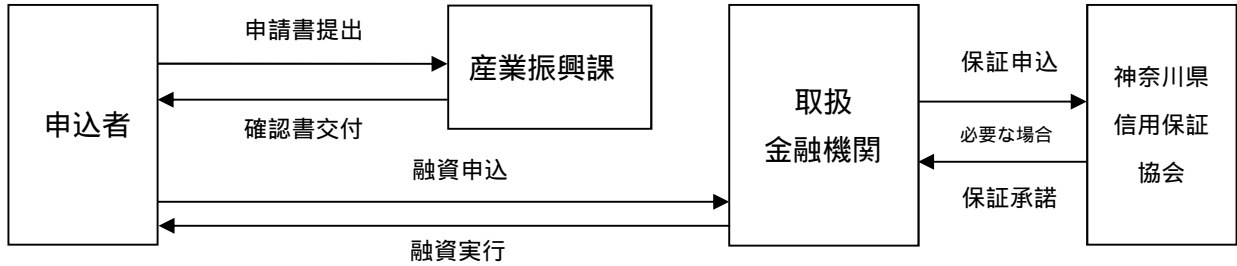 申請書提出
産業振興課
確認書交付
申込者
融資申込
融資実行
取扱
金融機関
保証申込
必要な場合
保証承諾
神奈川県
信用保証
協会